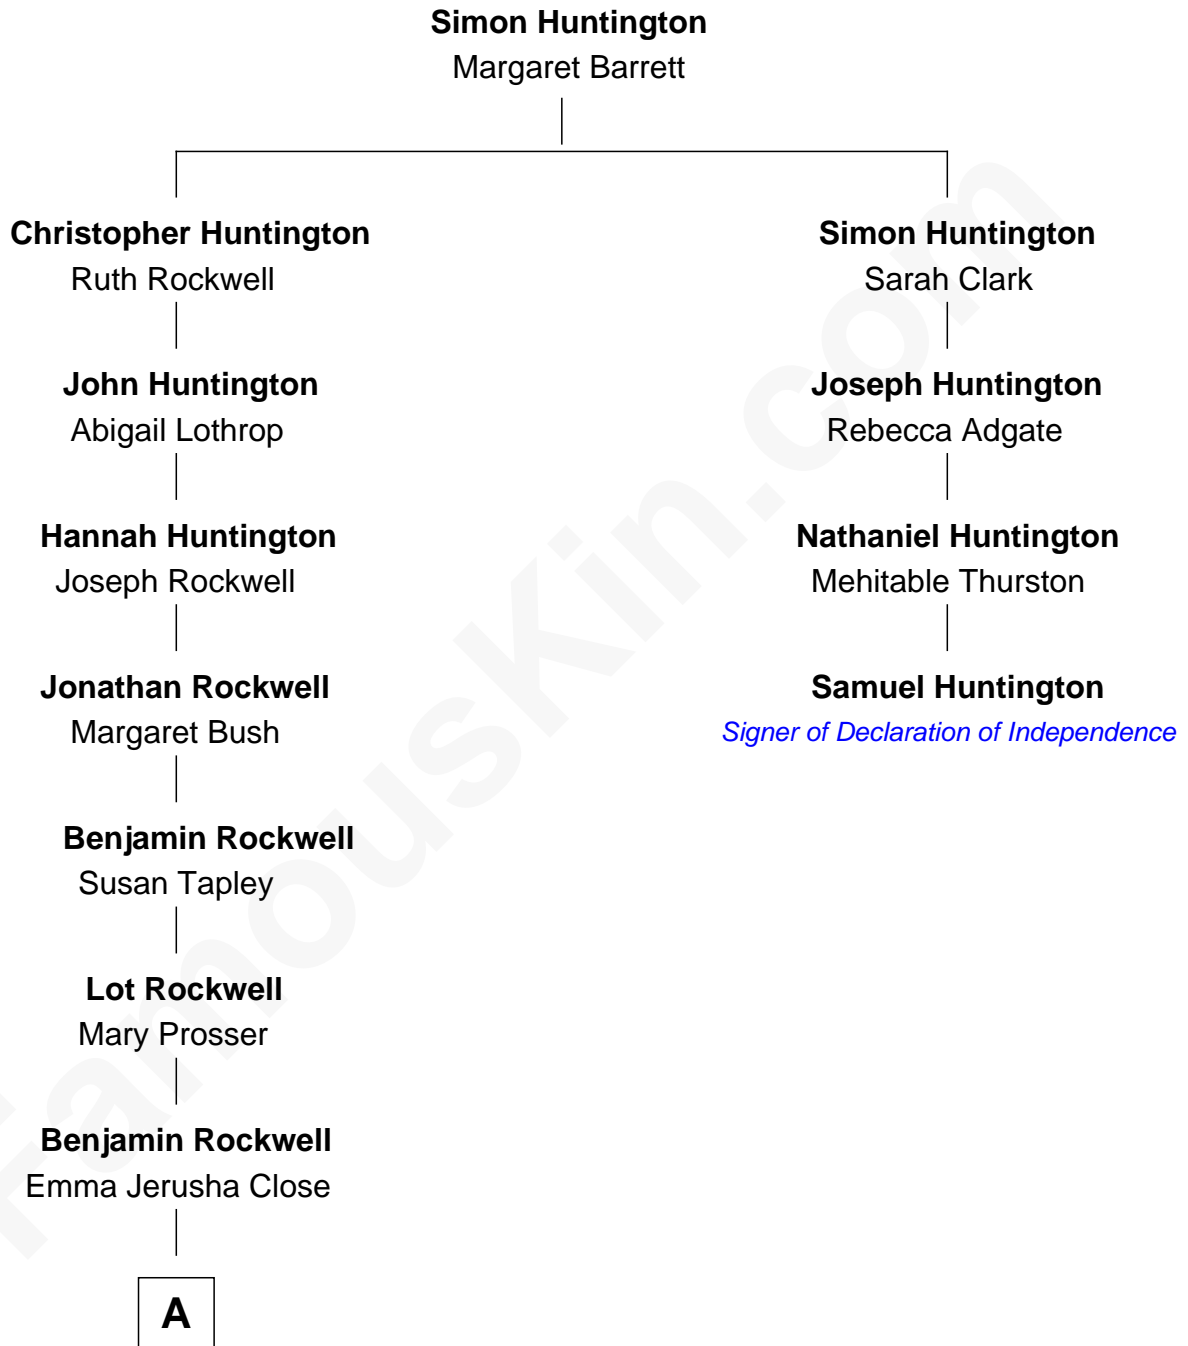 Simon Huntington
Margaret Barrett
Christopher Huntington
Ruth Rockwell
John Huntington
Abigail Lothrop
Hannah Huntington
Joseph Rockwell
Jonathan Rockwell
Margaret Bush
Benjamin Rockwell
Susan Tapley
Lot Rockwell
Mary Prosser
Benjamin Rockwell
Emma Jerusha Close
A
Simon Huntington
Sarah Clark
Joseph Huntington
Rebecca Adgate
Nathaniel Huntington
Mehitable Thurston
Samuel Huntington
Signer of Declaration of Independence
FamousKin.com